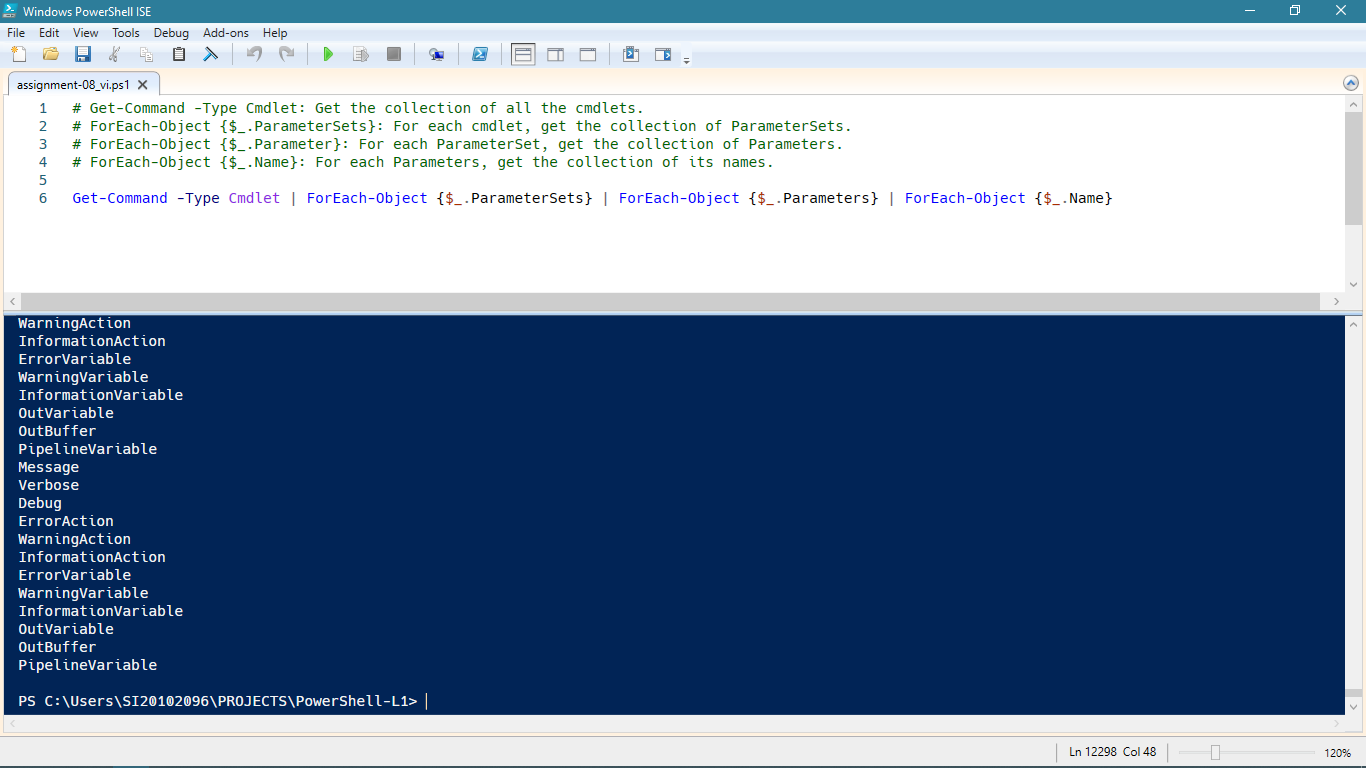 Windows PowerShell ISE
File Edit View Tools Debug Add-ons Help
assignment-08_vi.ps1
1 # Get-Command -Type Cmdlet: Get the collection of all the cmdlets.
2 # ForEach-Object {$_.ParameterSets}: For each cmdlet, get the collection of ParameterSets.
3 # ForEach-Object {$_.Parameter}: For each ParameterSet, get the collection of Parameters.
4 # ForEach-Object {$_.Name}: For each Parameters, get the collection of its names.
5
6 Get-Command -Type Cmdlet | ForEach-Object {$_.ParameterSets} | ForEach-Object {$_.Parameters} | ForEach-Object {$_.Name}
WarningAction
InformationAction
ErrorVariable
WarningVariable
InformationVariable
OutVariable
OutBuffer
PipelineVariable
Message
Verbose
Debug
ErrorAction
WarningAction
InformationAction
ErrorVariable
WarningVariable
InformationVariable
OutVariable
OutBuffer
PipelineVariable
PS C:\Users\SI20102096\PROJECTS\PowerShell-L1>
Ln 12298 Col 48 120%